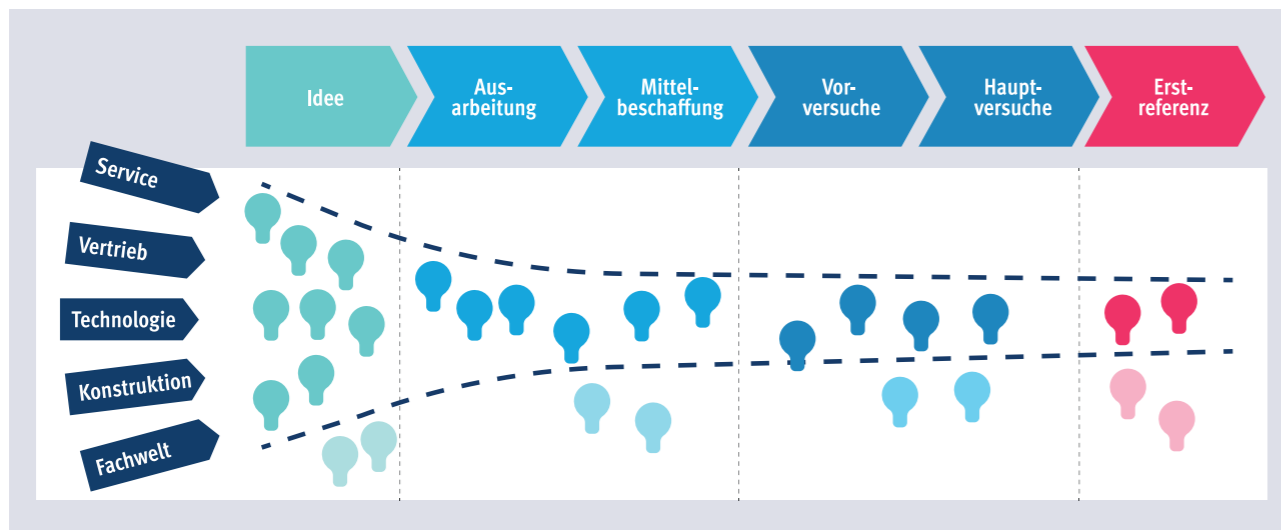 Idee
Aus-
arbeitung
Mittel-
beschaffung
Vor-
versuche
Haupt-
versuche
Erst-
referenz
Service
Vertrieb
Technologie
Konstruktion
Fachwelt